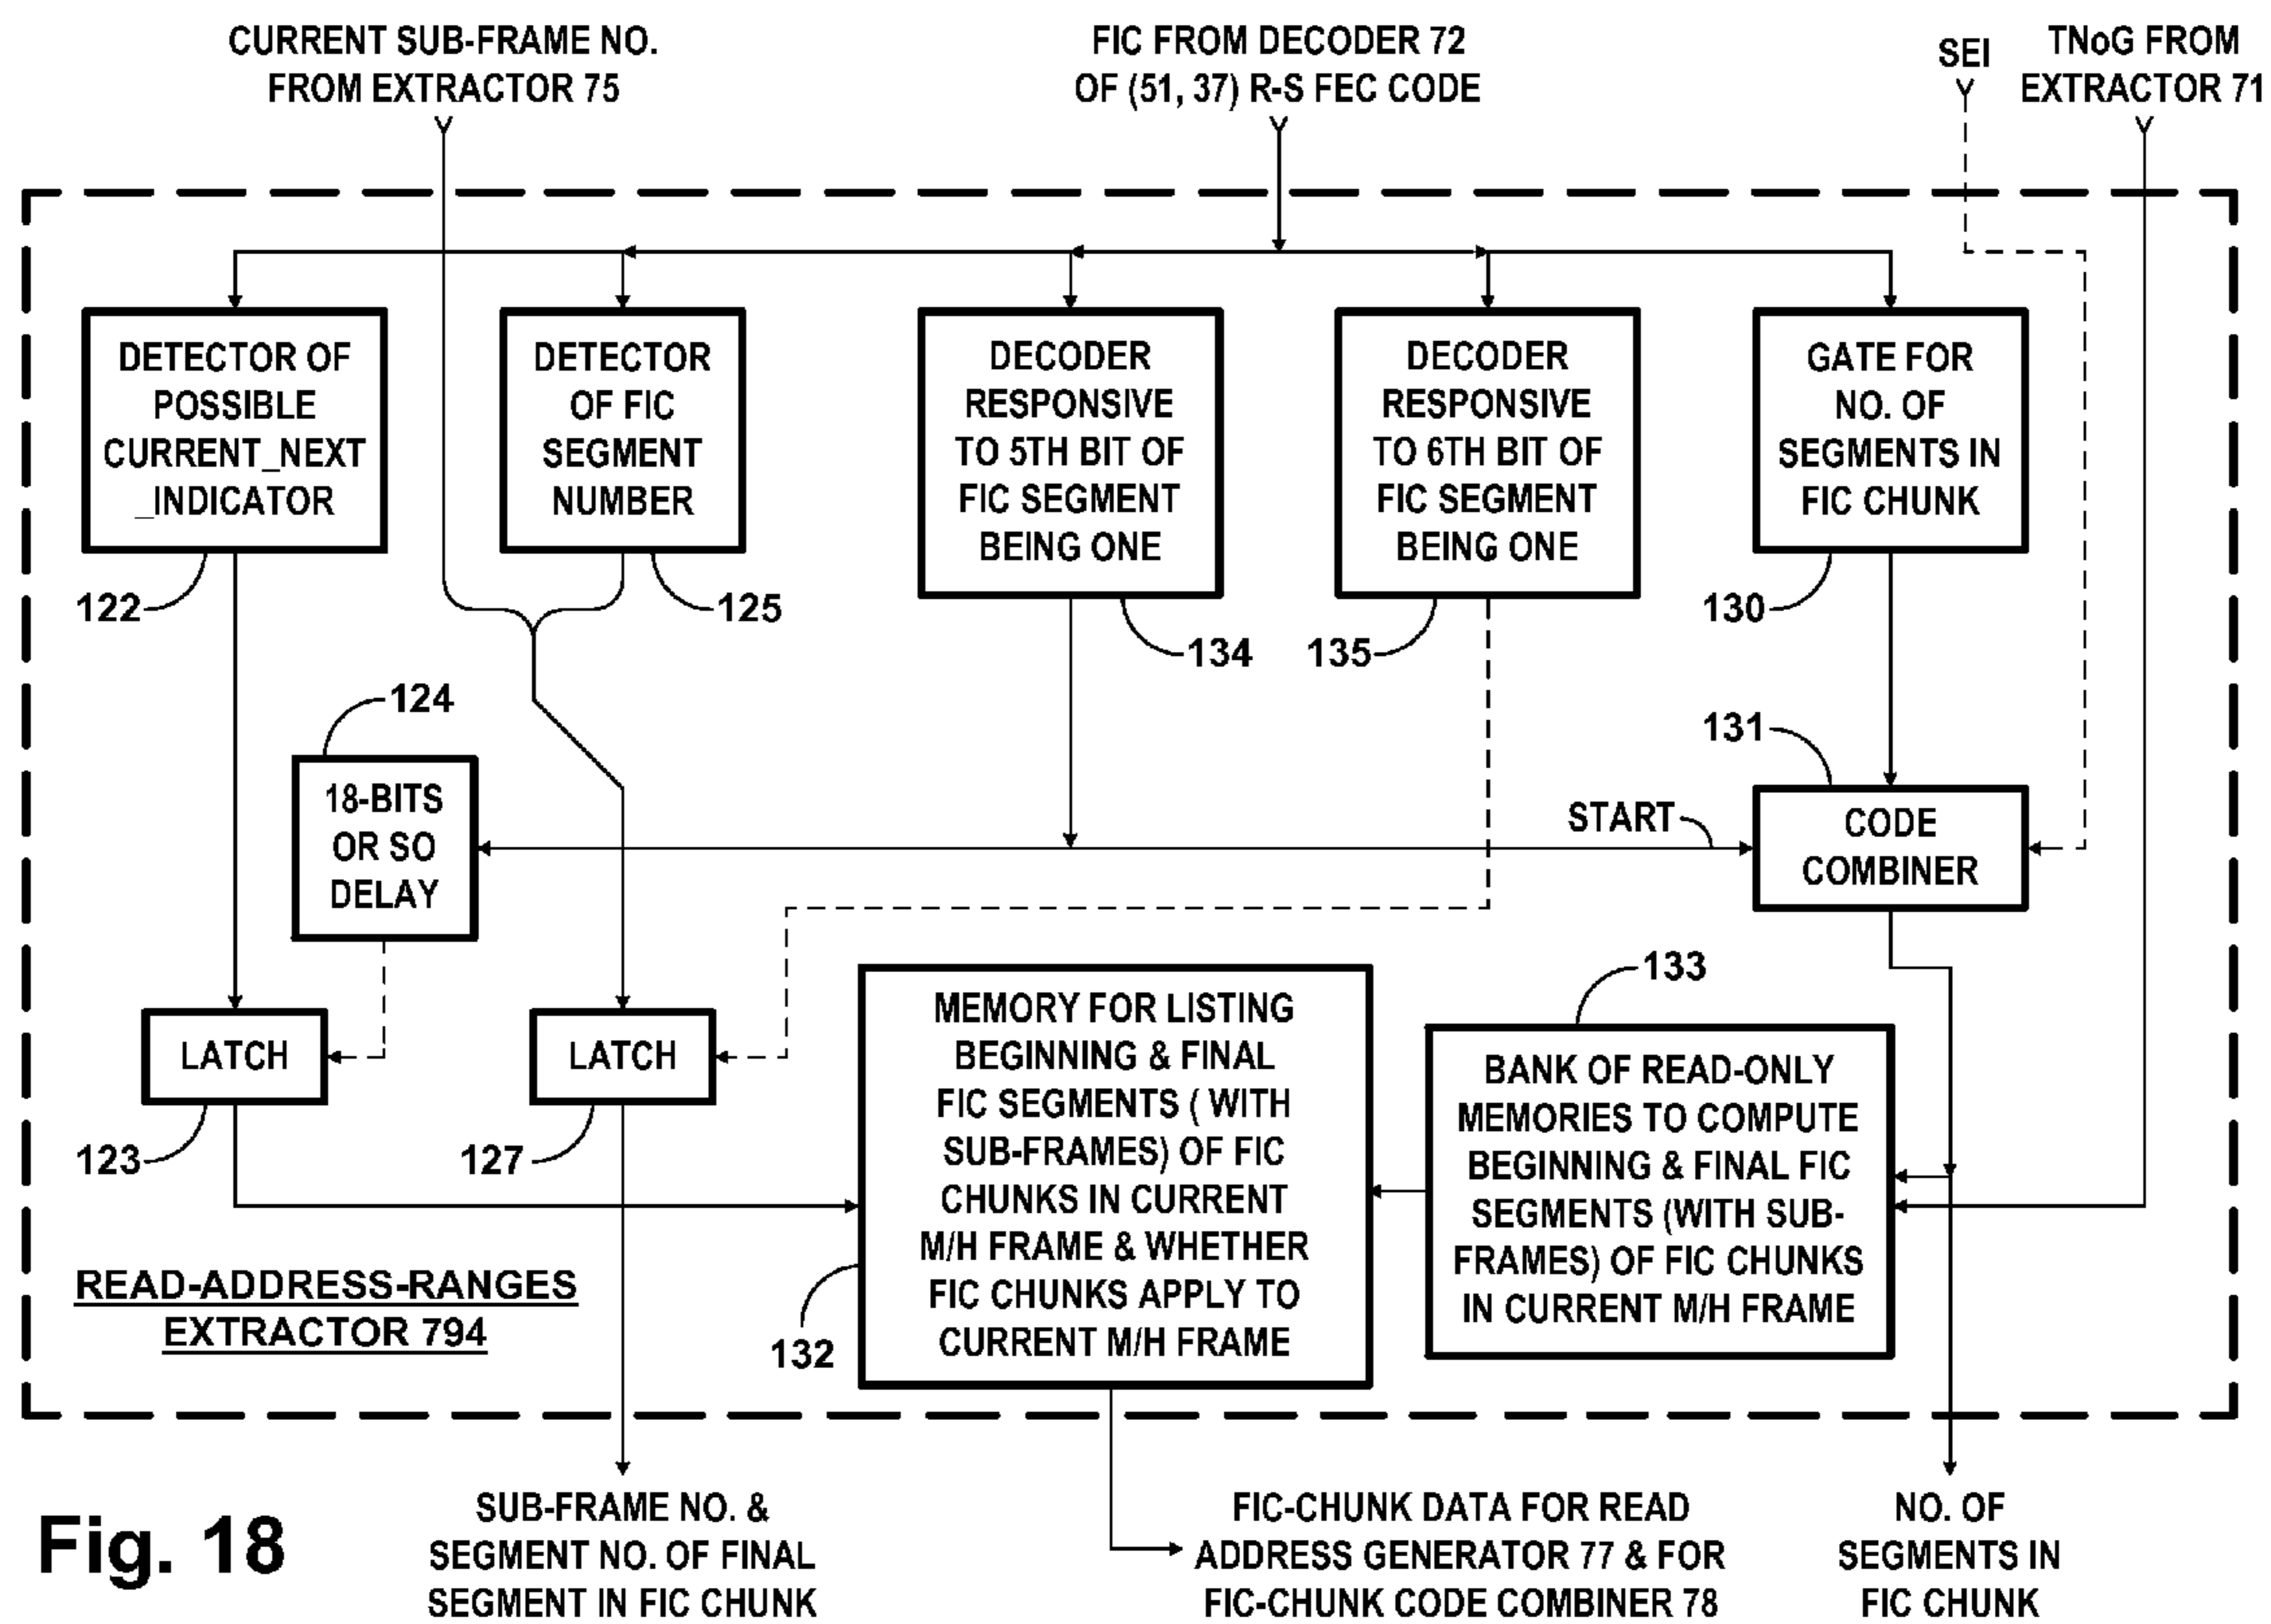 CURRENT SUB-FRAME NO.
FROM EXTRACTOR 75
FIC FROM DECODER 72
OF (51, 37) R-S FEC CODE
SEI
TNoG FROM
EXTRACTOR 71
DETECTOR OF
POSSIBLE
CURRENT_NEXT
_INDICATOR
DETECTOR
OF FIC
SEGMENT
NUMBER
DECODER
RESPONSIVE
TO 5TH BIT OF
FIC SEGMENT
BEING ONE
DECODER
RESPONSIVE
TO 6TH BIT OF
FIC SEGMENT
BEING ONE
GATE FOR
NO. OF
SEGMENTS IN
FIC CHUNK
122
125
134
135
130
124
131
18-BITS
OR SO
DELAY
START
CODE
COMBINER
133
LATCH
LATCH
123
127
MEMORY FOR LISTING
BEGINNING & FINAL
FIC SEGMENTS ( WITH
SUB-FRAMES) OF FIC
CHUNKS IN CURRENT
M/H FRAME & WHETHER
FIC CHUNKS APPLY TO
CURRENT M/H FRAME
132
BANK OF READ-ONLY
MEMORIES TO COMPUTE
BEGINNING & FINAL FIC
SEGMENTS (WITH SUB-
FRAMES) OF FIC CHUNKS
IN CURRENT M/H FRAME
READ-ADDRESS-RANGES
EXTRACTOR 794
Fig. 18
SUB-FRAME NO. &
SEGMENT NO. OF FINAL
SEGMENT IN FIC CHUNK
FIC-CHUNK DATA FOR READ
ADDRESS GENERATOR 77 & FOR
FIC-CHUNK CODE COMBINER 78
NO. OF
SEGMENTS IN
FIC CHUNK